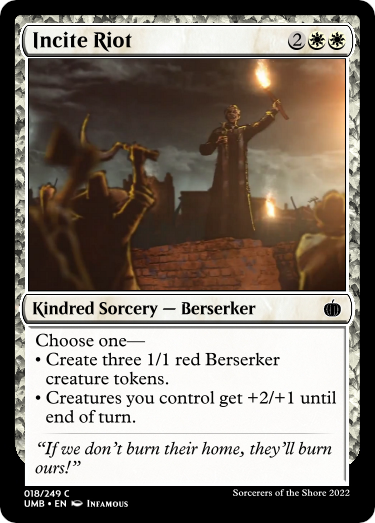 Incite Riot 2
Kindred Sorcery — Berserker
Choose one—
• Create three 1/1 red Berserker
creature tokens.
• Creatures you control get +2/+1 until
end of turn.
“If we don’t burn their home, they’ll burn
ours!”
018/249 C
UMB • EN Infamous
Sorcerers of the Shore 2022